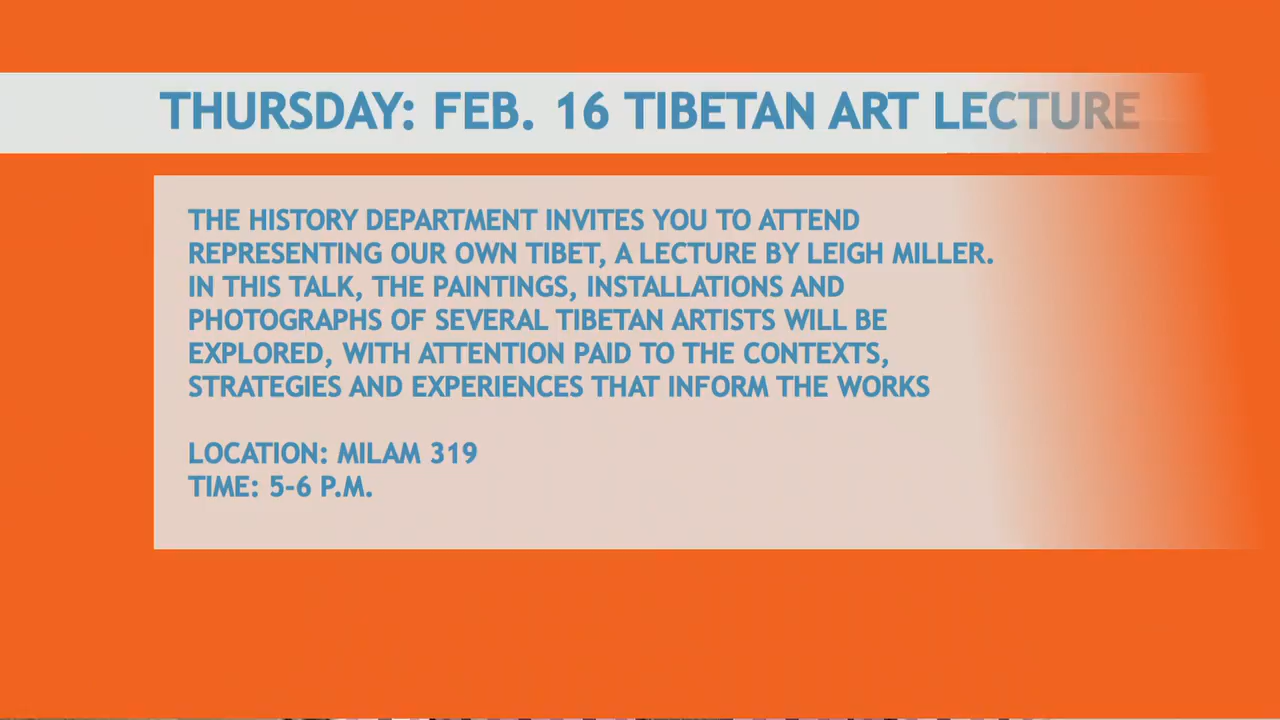 THURSDAY: FEB. 16 TIBETAN ART LECTURE
THE HISTORY DEPARTMENT INVITES YOU TO ATTEND
REPRESENTING OUR OWN TIBET, A LECTURE BY LEIGH MILLER.
IN THIS TALK, THE PAINTINGS, INSTALLATIONS AND
PHOTOGRAPHS OF SEVERAL TIBETAN ARTISTS WILL BE
EXPLORED, WITH ATTENTION PAID TO THE CONTEXTS,
STRATEGIES AND EXPERIENCES THAT INFORM THE WORKS
LOCATION: MILAM 319
TIME: 5-6 P.M.